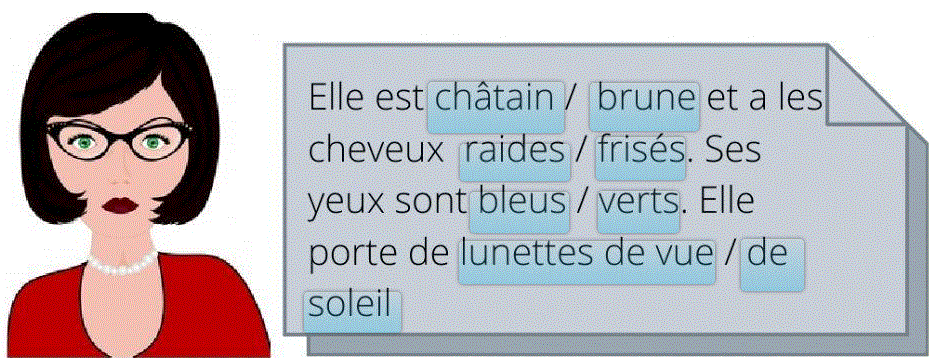 Elle est châtain / brune et a les
cheveux raides / frisés. Ses
yeux sont bleus / verts. Elle
porte de lunettes de vue / de
soleil